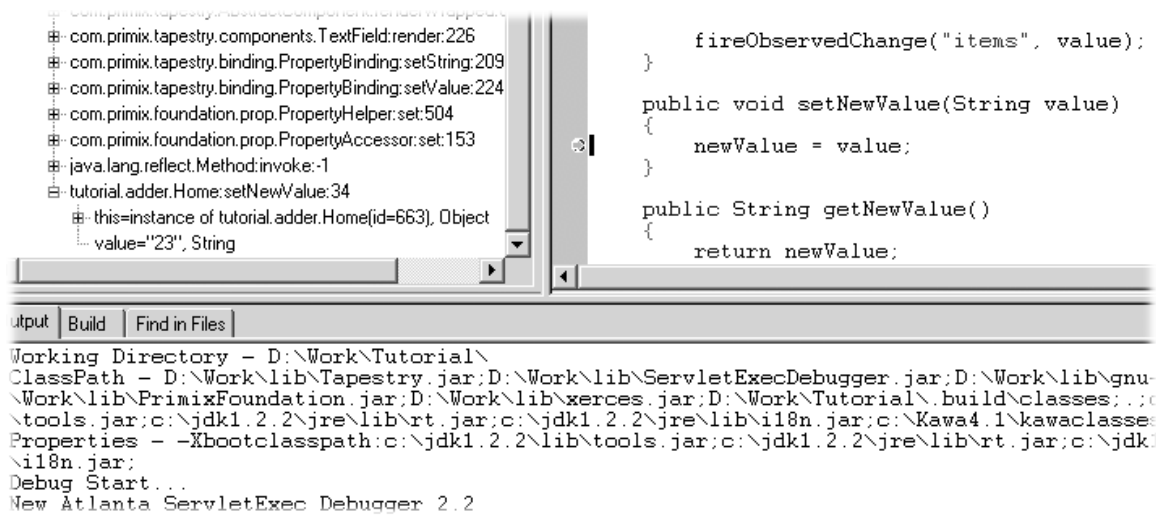 com.primix.tapestry.AbstractComponent.renderWrapped:
com.primix.tapestry.components.TextField:render:226
com.primix.tapestry.binding.PropertyBinding:setString:209
com.primix.tapestry.binding.PropertyBinding:setValue:224
com.primix.foundation.prop.PropertyHelper:set:504
com.primix.foundation.prop.PropertyAccessor:set:153
java.lang.reflect.Method:invoke:-1
tutorial.adder.Home:setNewValue:34
this=instance of tutorial.adder.Home(id=663), Object
value="23", String
fireObservedChange("items", value);
}
public void setNewValue(String value)
{
newValue = value;
}
public String getNewValue()
{
return newValue;
utput Build Find in Files
Working Directory - D:\Work\Tutorial\
ClassPath - D:\Work\lib\Tapestry.jar;D:\Work\lib\ServletExecDebugger.jar;D:\Work\lib\gnu-
\Work\lib\PrimixFoundation.jar;D:\Work\lib\xerces.jar;D:\Work\Tutorial\.build\classes;.;c
\tools.jar;c:\jdk1.2.2\jre\lib\rt.jar;c:\jdk1.2.2\jre\lib\i18n.jar;c:\Kawa4.1\kawaclasses
Properties - -Xbootclasspath:c:\jdk1.2.2\lib\tools.jar;c:\jdk1.2.2\jre\lib\rt.jar;c:\jdk1
\i18n.jar;
Debug Start...
New Atlanta ServletExec Debugger 2.2